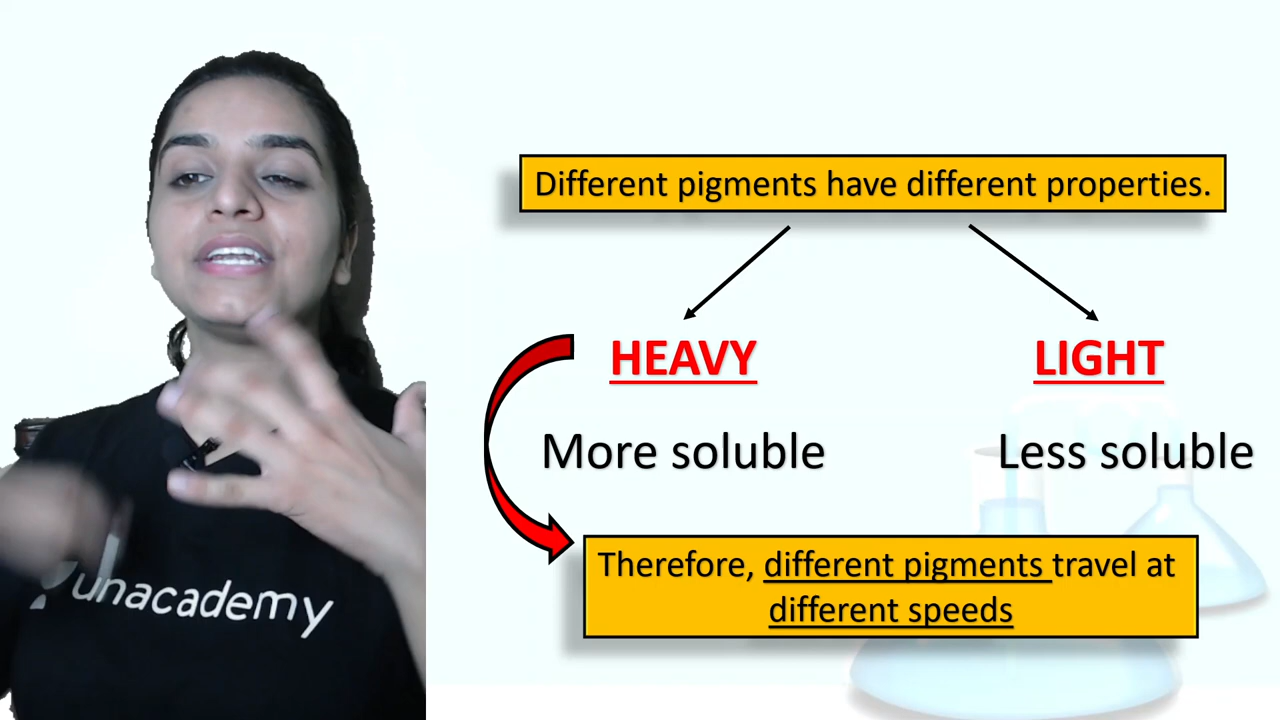 Different pigments have different properties.
HEAVY
LIGHT
More soluble
Less soluble
Therefore, different pigments travel at
different speeds
unacademy